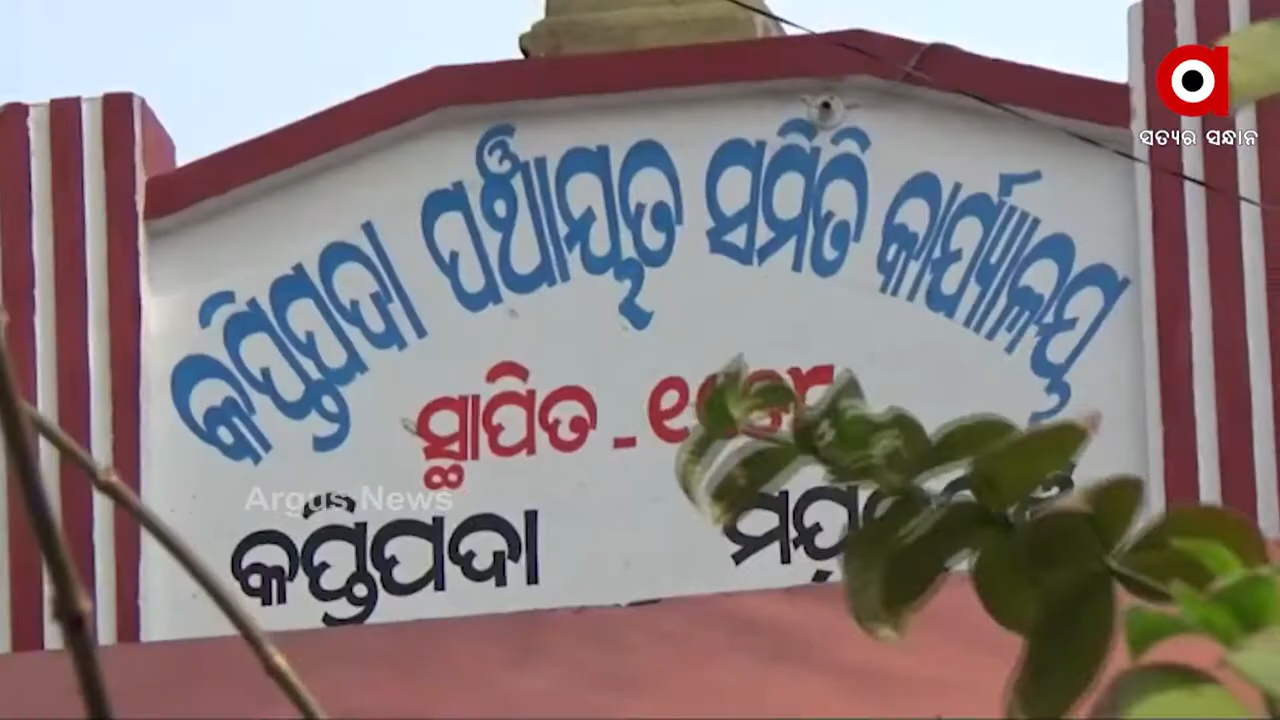 ସତ୍ୟର ସନ୍ଧାନ
କପ୍ତିପଦା ପଞ୍ଚାୟତ ସମିତି କାର୍ଯ୍ୟାଳୟ
ସ୍ଥାପିତ -
Argus News
କପ୍ତିପଦା